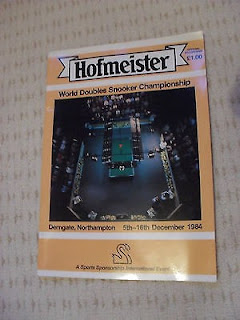 Hofmeister
£1.00
World Doubles Snooker Championship
Derngate, Northampton 5th–16th December 1984
A Sports Sponsorship International Event